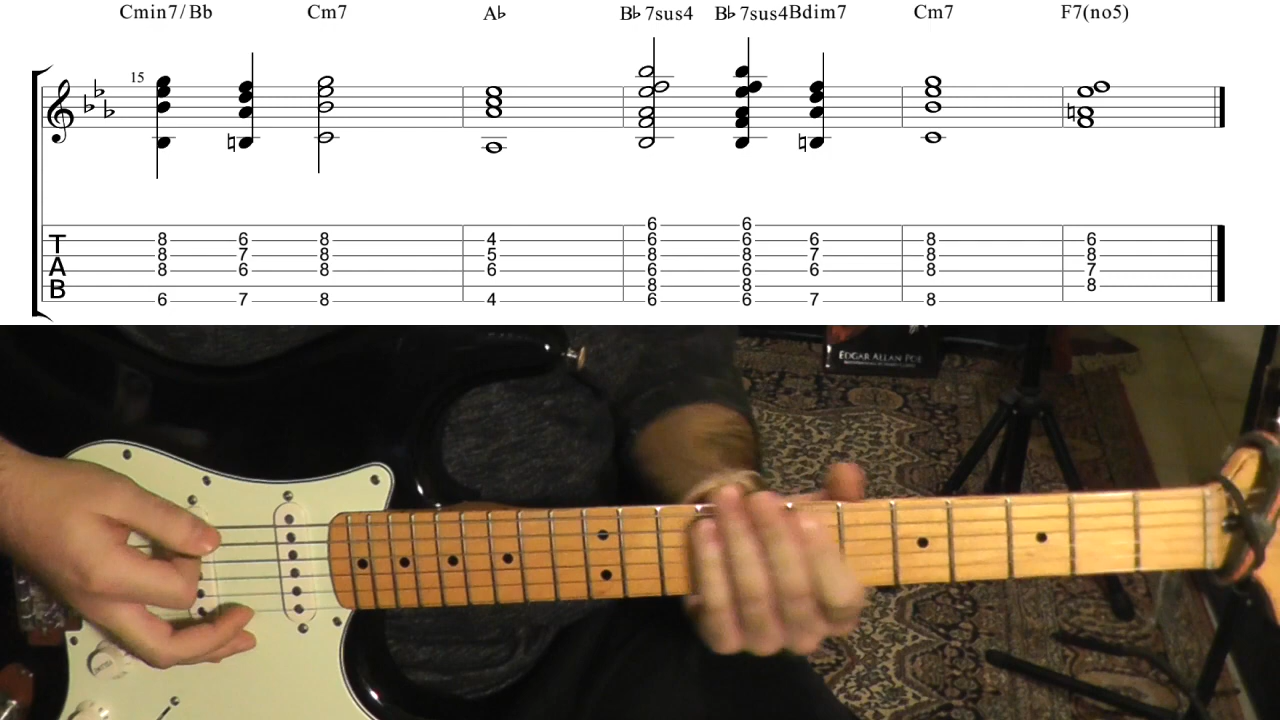 Cmin7/Bb Cm7 A♭ B♭7sus4 B♭7sus4 Bdim7 Cm7 F7(no5)
15
6 6
T 8 6 8 4 6 6 6 8 6
8 7 8 5 8 8 7 8 8
A 8 6 8 6 6 6 6 8 7
B 8 8 8
6 7 8 4 6 6 7 8
EDGAR ALLAN POE